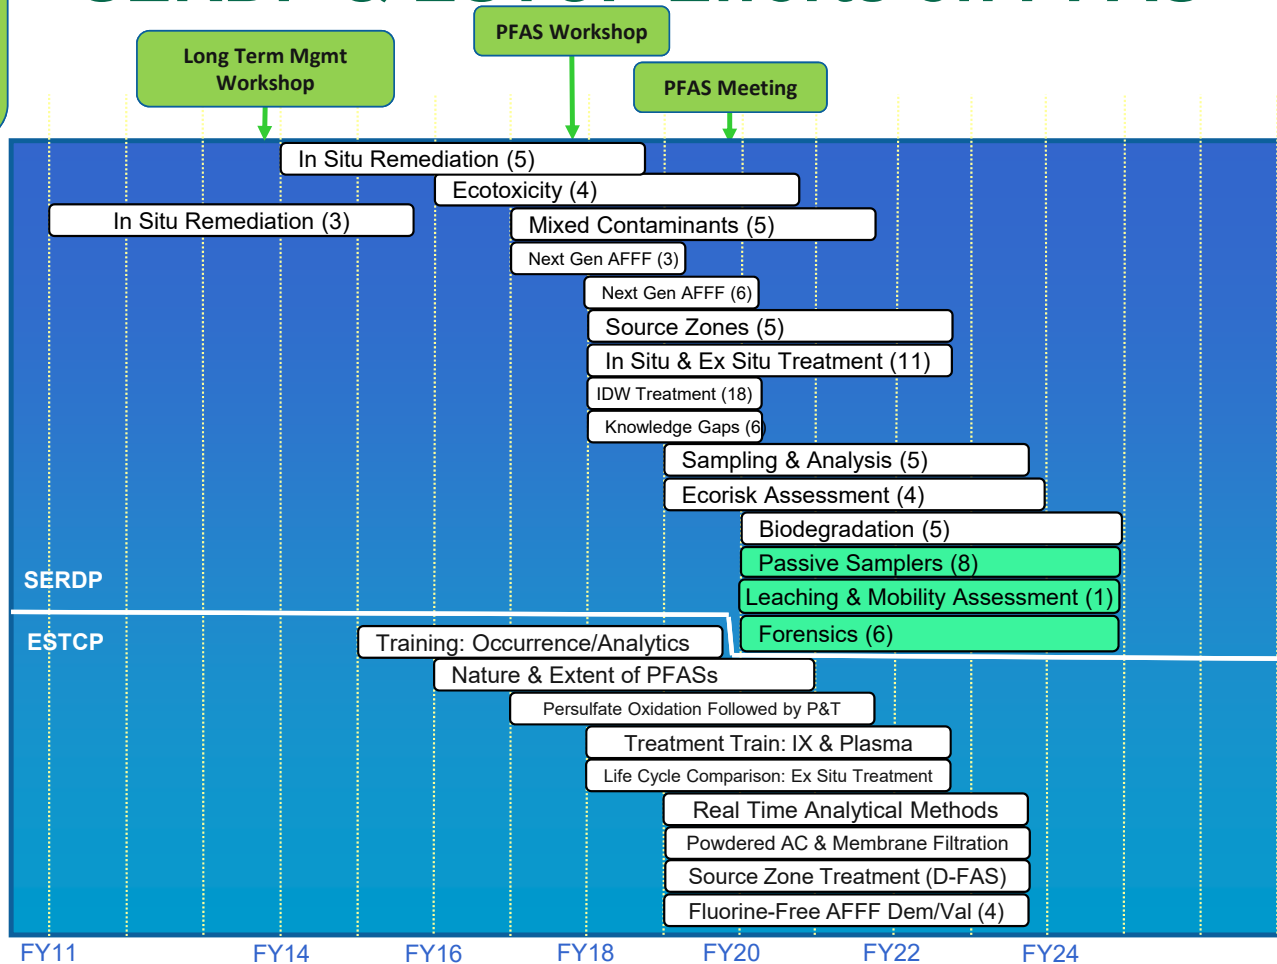 SERDP & ESTCP Efforts on PFAS
PFAS Workshop
Long Term Mgmt
Workshop
PFAS Meeting
In Situ Remediation (5)
Ecotoxicity (4)
In Situ Remediation (3)
Mixed Contaminants (5)
Next Gen AFFF (3)
Next Gen AFFF (6)
Source Zones (5)
In Situ & Ex Situ Treatment (11)
IDW Treatment (18)
Knowledge Gaps (6)
Sampling & Analysis (5)
Ecorisk Assessment (4)
Biodegradation (5)
Passive Samplers (8)
SERDP
Leaching & Mobility Assessment (1)
Forensics (6)
ESTCP
Training: Occurrence/Analytics
Nature & Extent of PFASs
Persulfate Oxidation Followed by P&T
Treatment Train: IX & Plasma
Life Cycle Comparison: Ex Situ Treatment
Real Time Analytical Methods
Powdered AC & Membrane Filtration
Source Zone Treatment (D-FAS)
Fluorine-Free AFFF Dem/Val (4)
FY11 FY14 FY16 FY18 FY20 FY22 FY24